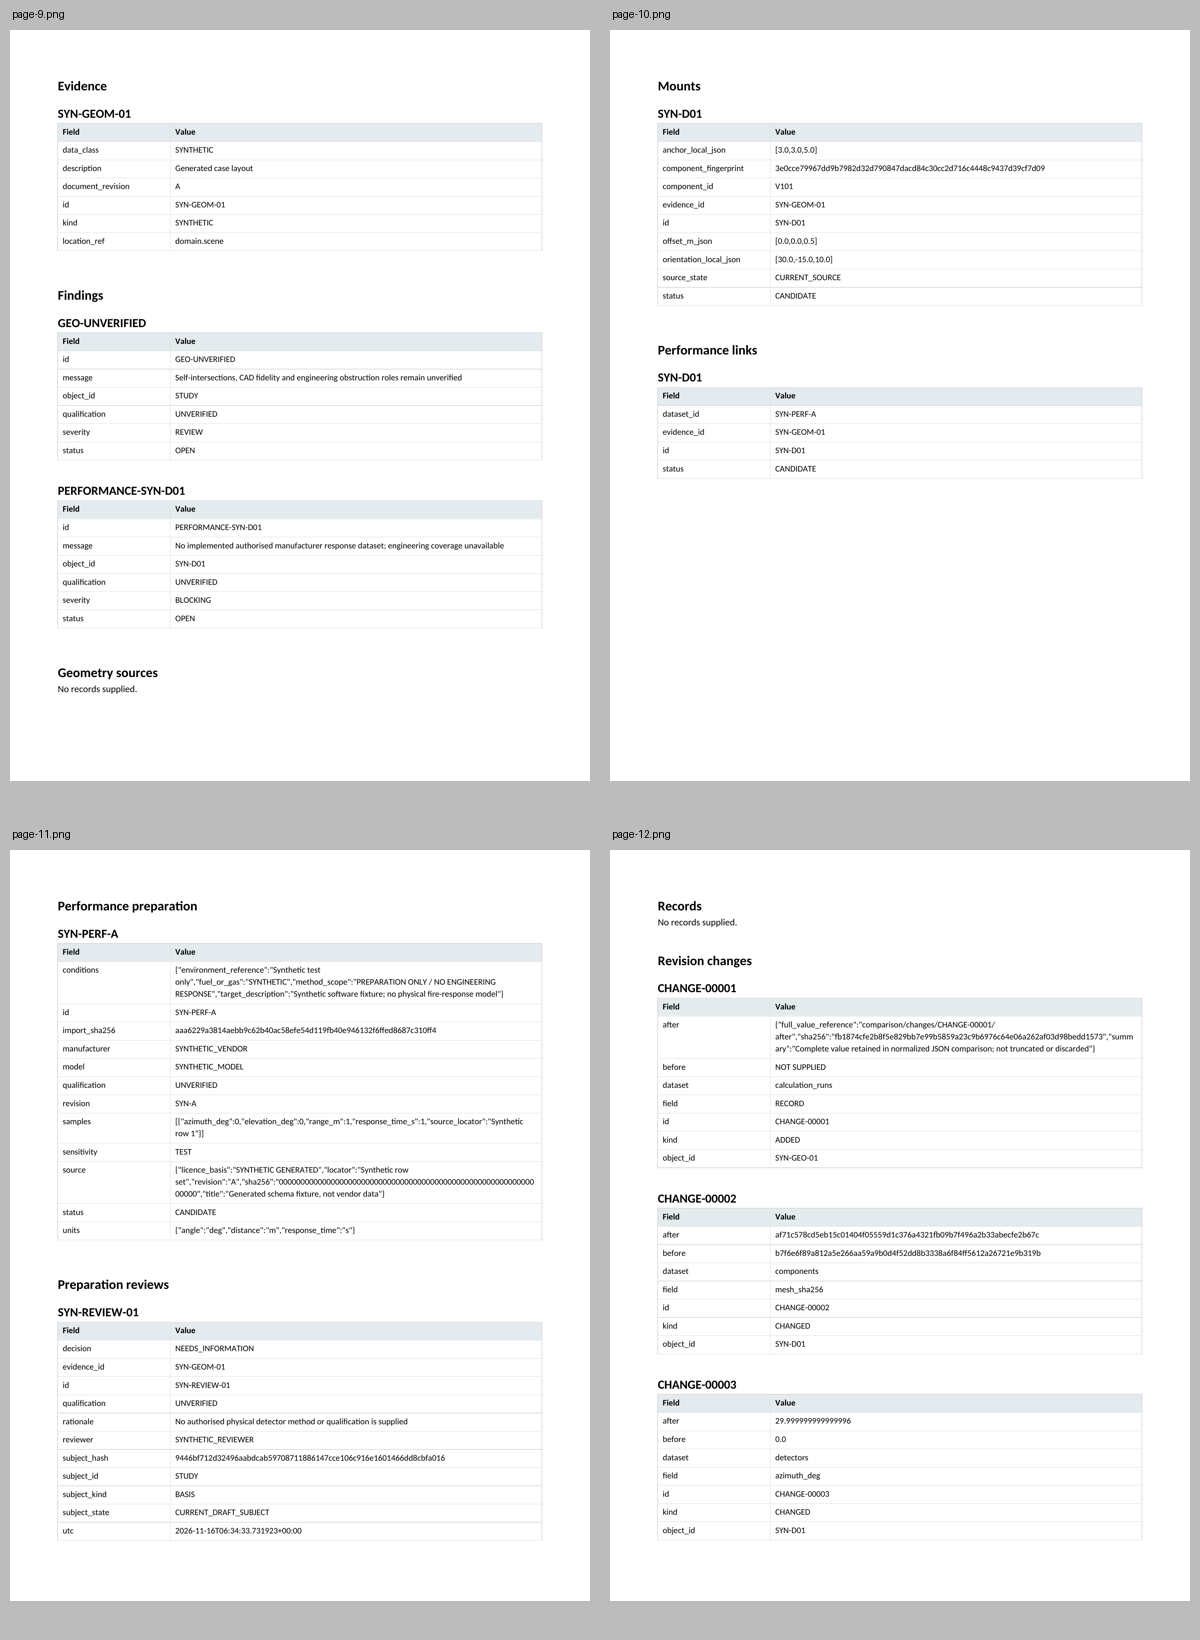 page-9.png
Evidence
SYN-GEOM-01
Field Value
data_class SYNTHETIC
description Generated case layout
document_revision A
id SYN-GEOM-01
kind SYNTHETIC
location_ref domain.scene
Findings
GEO-UNVERIFIED
Field Value
id GEO-UNVERIFIED
message Self-intersections, CAD fidelity and engineering obstruction roles remain unverified
object_id STUDY
qualification UNVERIFIED
severity REVIEW
status OPEN
PERFORMANCE-SYN-D01
Field Value
id PERFORMANCE-SYN-D01
message No implemented authorised manufacturer response dataset; engineering coverage unavailable
object_id SYN-D01
qualification UNVERIFIED
severity BLOCKING
status OPEN
Geometry sources
No records supplied.
page-10.png
Mounts
SYN-D01
Field Value
anchor_local_json [3.0,3.0,5.0]
component_fingerprint 3e0cce79967dd9b7982d32d790847dacd84c30cc2d716c4448c9437d39cf7d09
component_id V101
evidence_id SYN-GEOM-01
id SYN-D01
offset_m_json [0.0,0.0,0.5]
orientation_local_json [30.0,-15.0,10.0]
source_state CURRENT_SOURCE
status CANDIDATE
Performance links
SYN-D01
Field Value
dataset_id SYN-PERF-A
evidence_id SYN-GEOM-01
id SYN-D01
status CANDIDATE
page-11.png
Performance preparation
SYN-PERF-A
Field Value
conditions {"environment_reference":"Synthetic test
only","fuel_or_gas":"SYNTHETIC","method_scope":"PREPARATION ONLY / NO ENGINEERING
RESPONSE","target_description":"Synthetic software fixture; no physical fire-response model"}
id SYN-PERF-A
import_sha256 aaa6229a3814aebb9c62b40ac58efe54d119fb40e946132f6ffed8687c310ff4
manufacturer SYNTHETIC_VENDOR
model SYNTHETIC_MODEL
qualification UNVERIFIED
revision SYN-A
samples [{"azimuth_deg":0,"elevation_deg":0,"range_m":1,"response_time_s":1,"source_locator":"Synthetic
row 1"}]
sensitivity TEST
source {"licence_basis":"SYNTHETIC GENERATED","locator":"Synthetic row
set","revision":"A","sha256":"00000000000000000000000000000000000000000000000000000000000
00000","title":"Generated schema fixture, not vendor data"}
status CANDIDATE
units {"angle":"deg","distance":"m","response_time":"s"}
Preparation reviews
SYN-REVIEW-01
Field Value
decision NEEDS_INFORMATION
evidence_id SYN-GEOM-01
id SYN-REVIEW-01
qualification UNVERIFIED
rationale No authorised physical detector method or qualification is supplied
reviewer SYNTHETIC_REVIEWER
subject_hash 9446bf712d32496aabdcab59708711886147cce106c916e1601466dd8cbfa016
subject_id STUDY
subject_kind BASIS
subject_state CURRENT_DRAFT_SUBJECT
utc 2026-11-16T06:34:33.731923+00:00
page-12.png
Records
No records supplied.
Revision changes
CHANGE-00001
Field Value
after {"full_value_reference":"comparison/changes/CHANGE-00001/
after","sha256":"fb1874cfe2b8f5e829bb7e99b5859a23c9b6976c64e06a262af03d98bedd1573","summ
ary":"Complete value retained in normalized JSON comparison; not truncated or discarded"}
before NOT SUPPLIED
dataset calculation_runs
field RECORD
id CHANGE-00001
kind ADDED
object_id SYN-GEO-01
CHANGE-00002
Field Value
after af71c578cd5eb15c01404f05559d1c376a4321fb09b7f496a2b33abecfe2b67c
before b7f6e6f89a812a5e266aa59a9b0d4f52dd8b3338a6f84ff5612a26721e9b319b
dataset components
field mesh_sha256
id CHANGE-00002
kind CHANGED
object_id SYN-D01
CHANGE-00003
Field Value
after 29.999999999999996
before 0.0
dataset detectors
field azimuth_deg
id CHANGE-00003
kind CHANGED
object_id SYN-D01